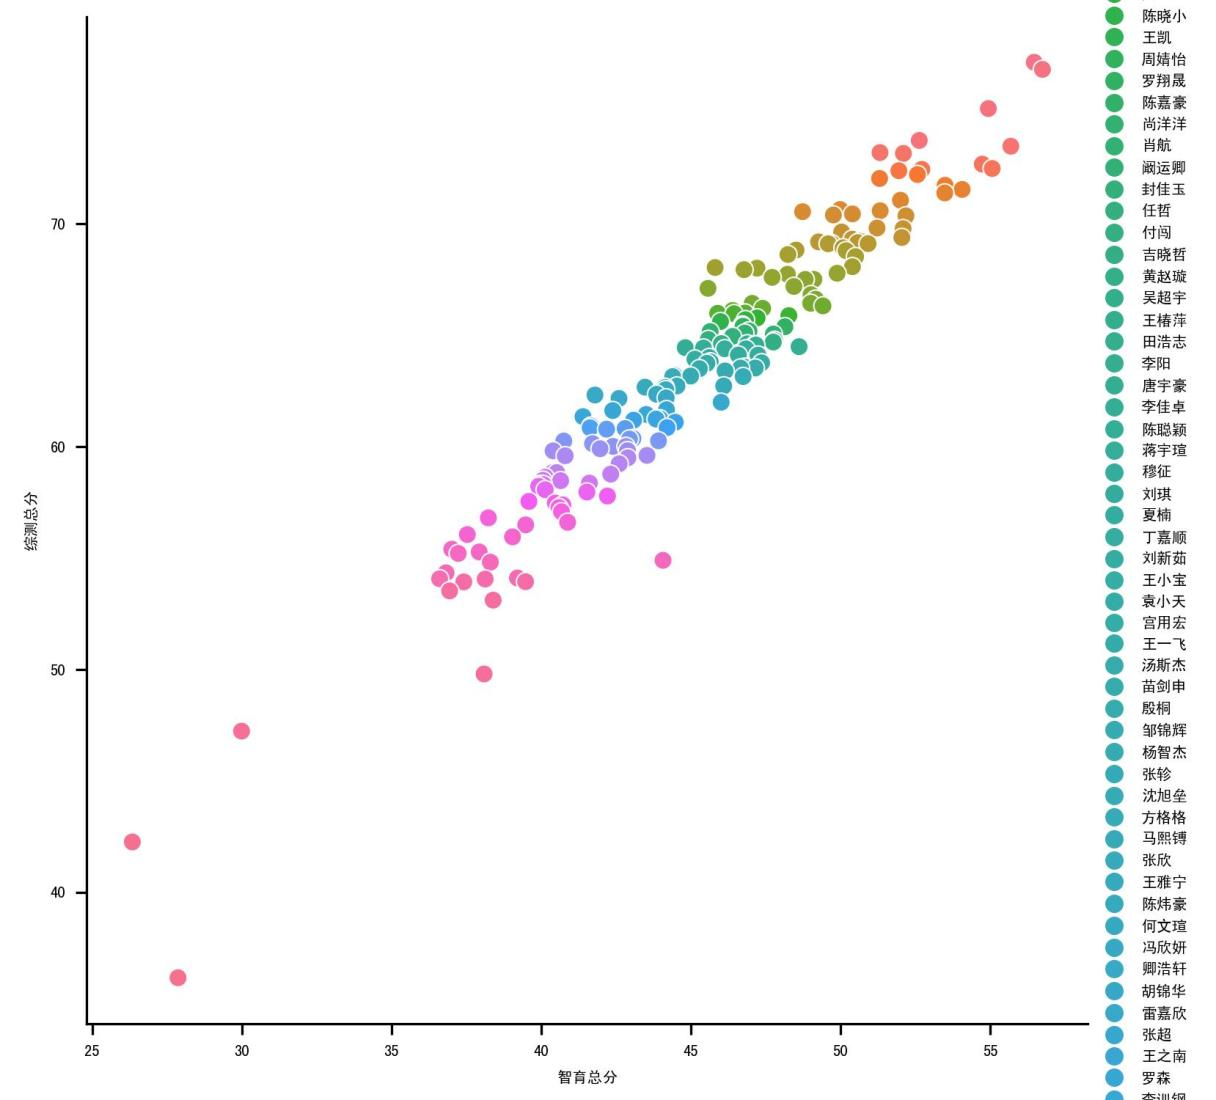 陈晓小
王凯
周婧怡
罗翔晟
陈嘉豪
尚洋洋
肖航
阚运卿
封佳玉
任哲
付闯
吉晓哲
黄赵璇
吴超宇
王椿萍
田浩志
李阳
唐宇豪
李佳卓
陈聪颖
蒋宇瑄
穆征
刘琪
夏楠
丁嘉顺
刘新茹
王小宝
袁小天
宫用宏
王一飞
汤斯杰
苗剑申
殷桐
邹锦辉
杨智杰
张轸
沈旭垒
方格格
马熙镈
张欣
王雅宁
陈炜豪
何文瑄
冯欣妍
卿浩轩
胡锦华
雷嘉欣
张超
王之南
罗森
70
60
50
40
综测总分
25 30 35 40 45 50 55
智育总分